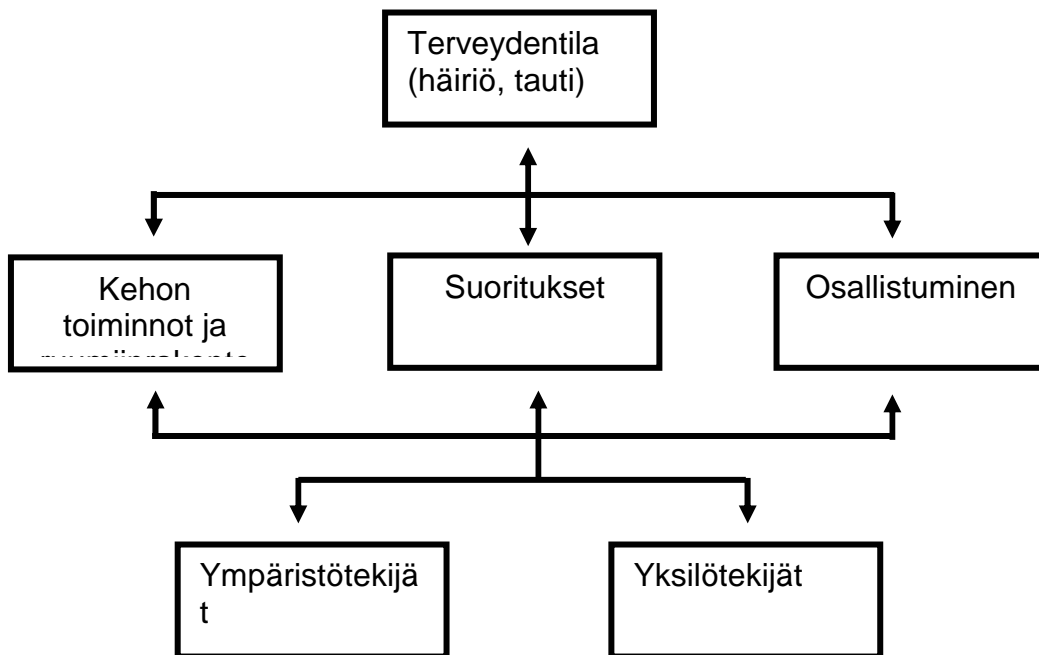 Terveydentila
(häiriö, tauti)
Kehon
toiminnot ja
Suoritukset
Osallistuminen
Ympäristötekijä
t
Yksilötekijät